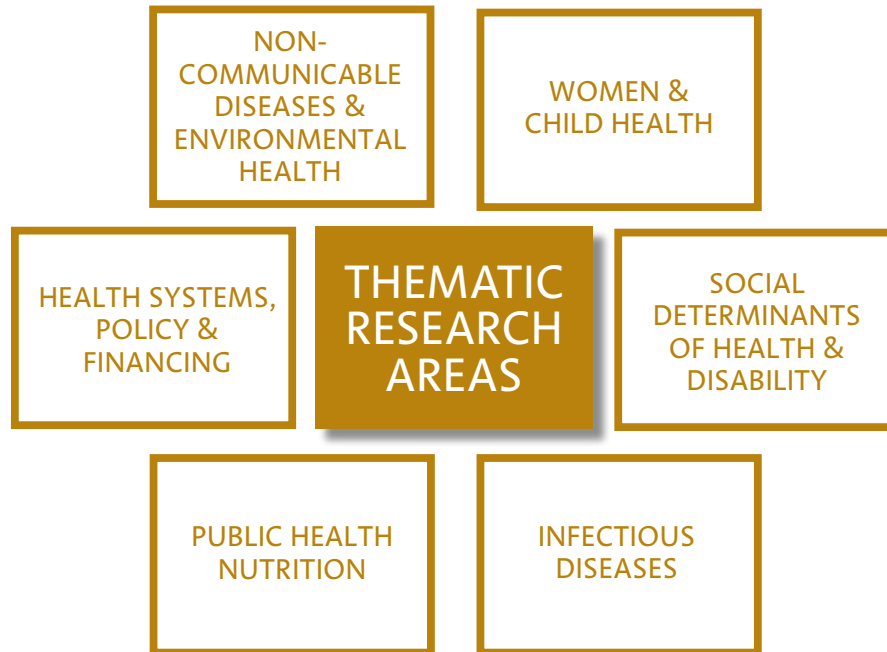 NON-
COMMUNICABLE
DISEASES &
ENVIRONMENTAL
HEALTH
WOMEN &
CHILD HEALTH
HEALTH SYSTEMS,
POLICY &
FINANCING
THEMATIC
RESEARCH
AREAS
SOCIAL
DETERMINANTS
OF HEALTH &
DISABILITY
PUBLIC HEALTH
NUTRITION
INFECTIOUS
DISEASES